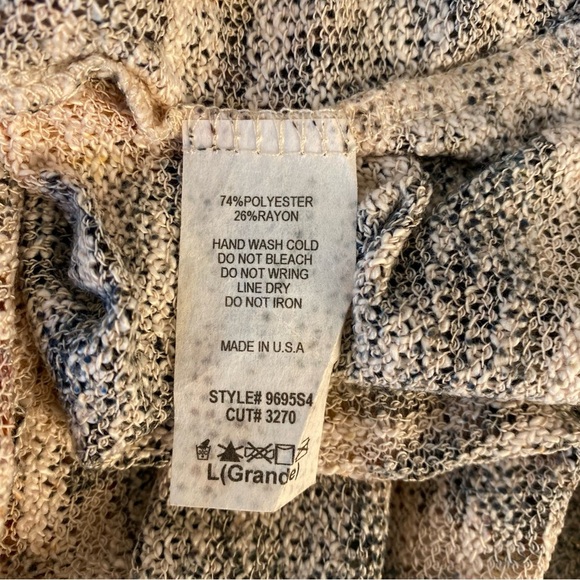 74%POLYESTER
26%RAYON
HAND WASH COLD
DO NOT BLEACH
DO NOT WRING
LINE DRY
DO NOT IRON
MADE IN U.S.A
STYLE# 9695S4
CUT# 3270
L(Grande)